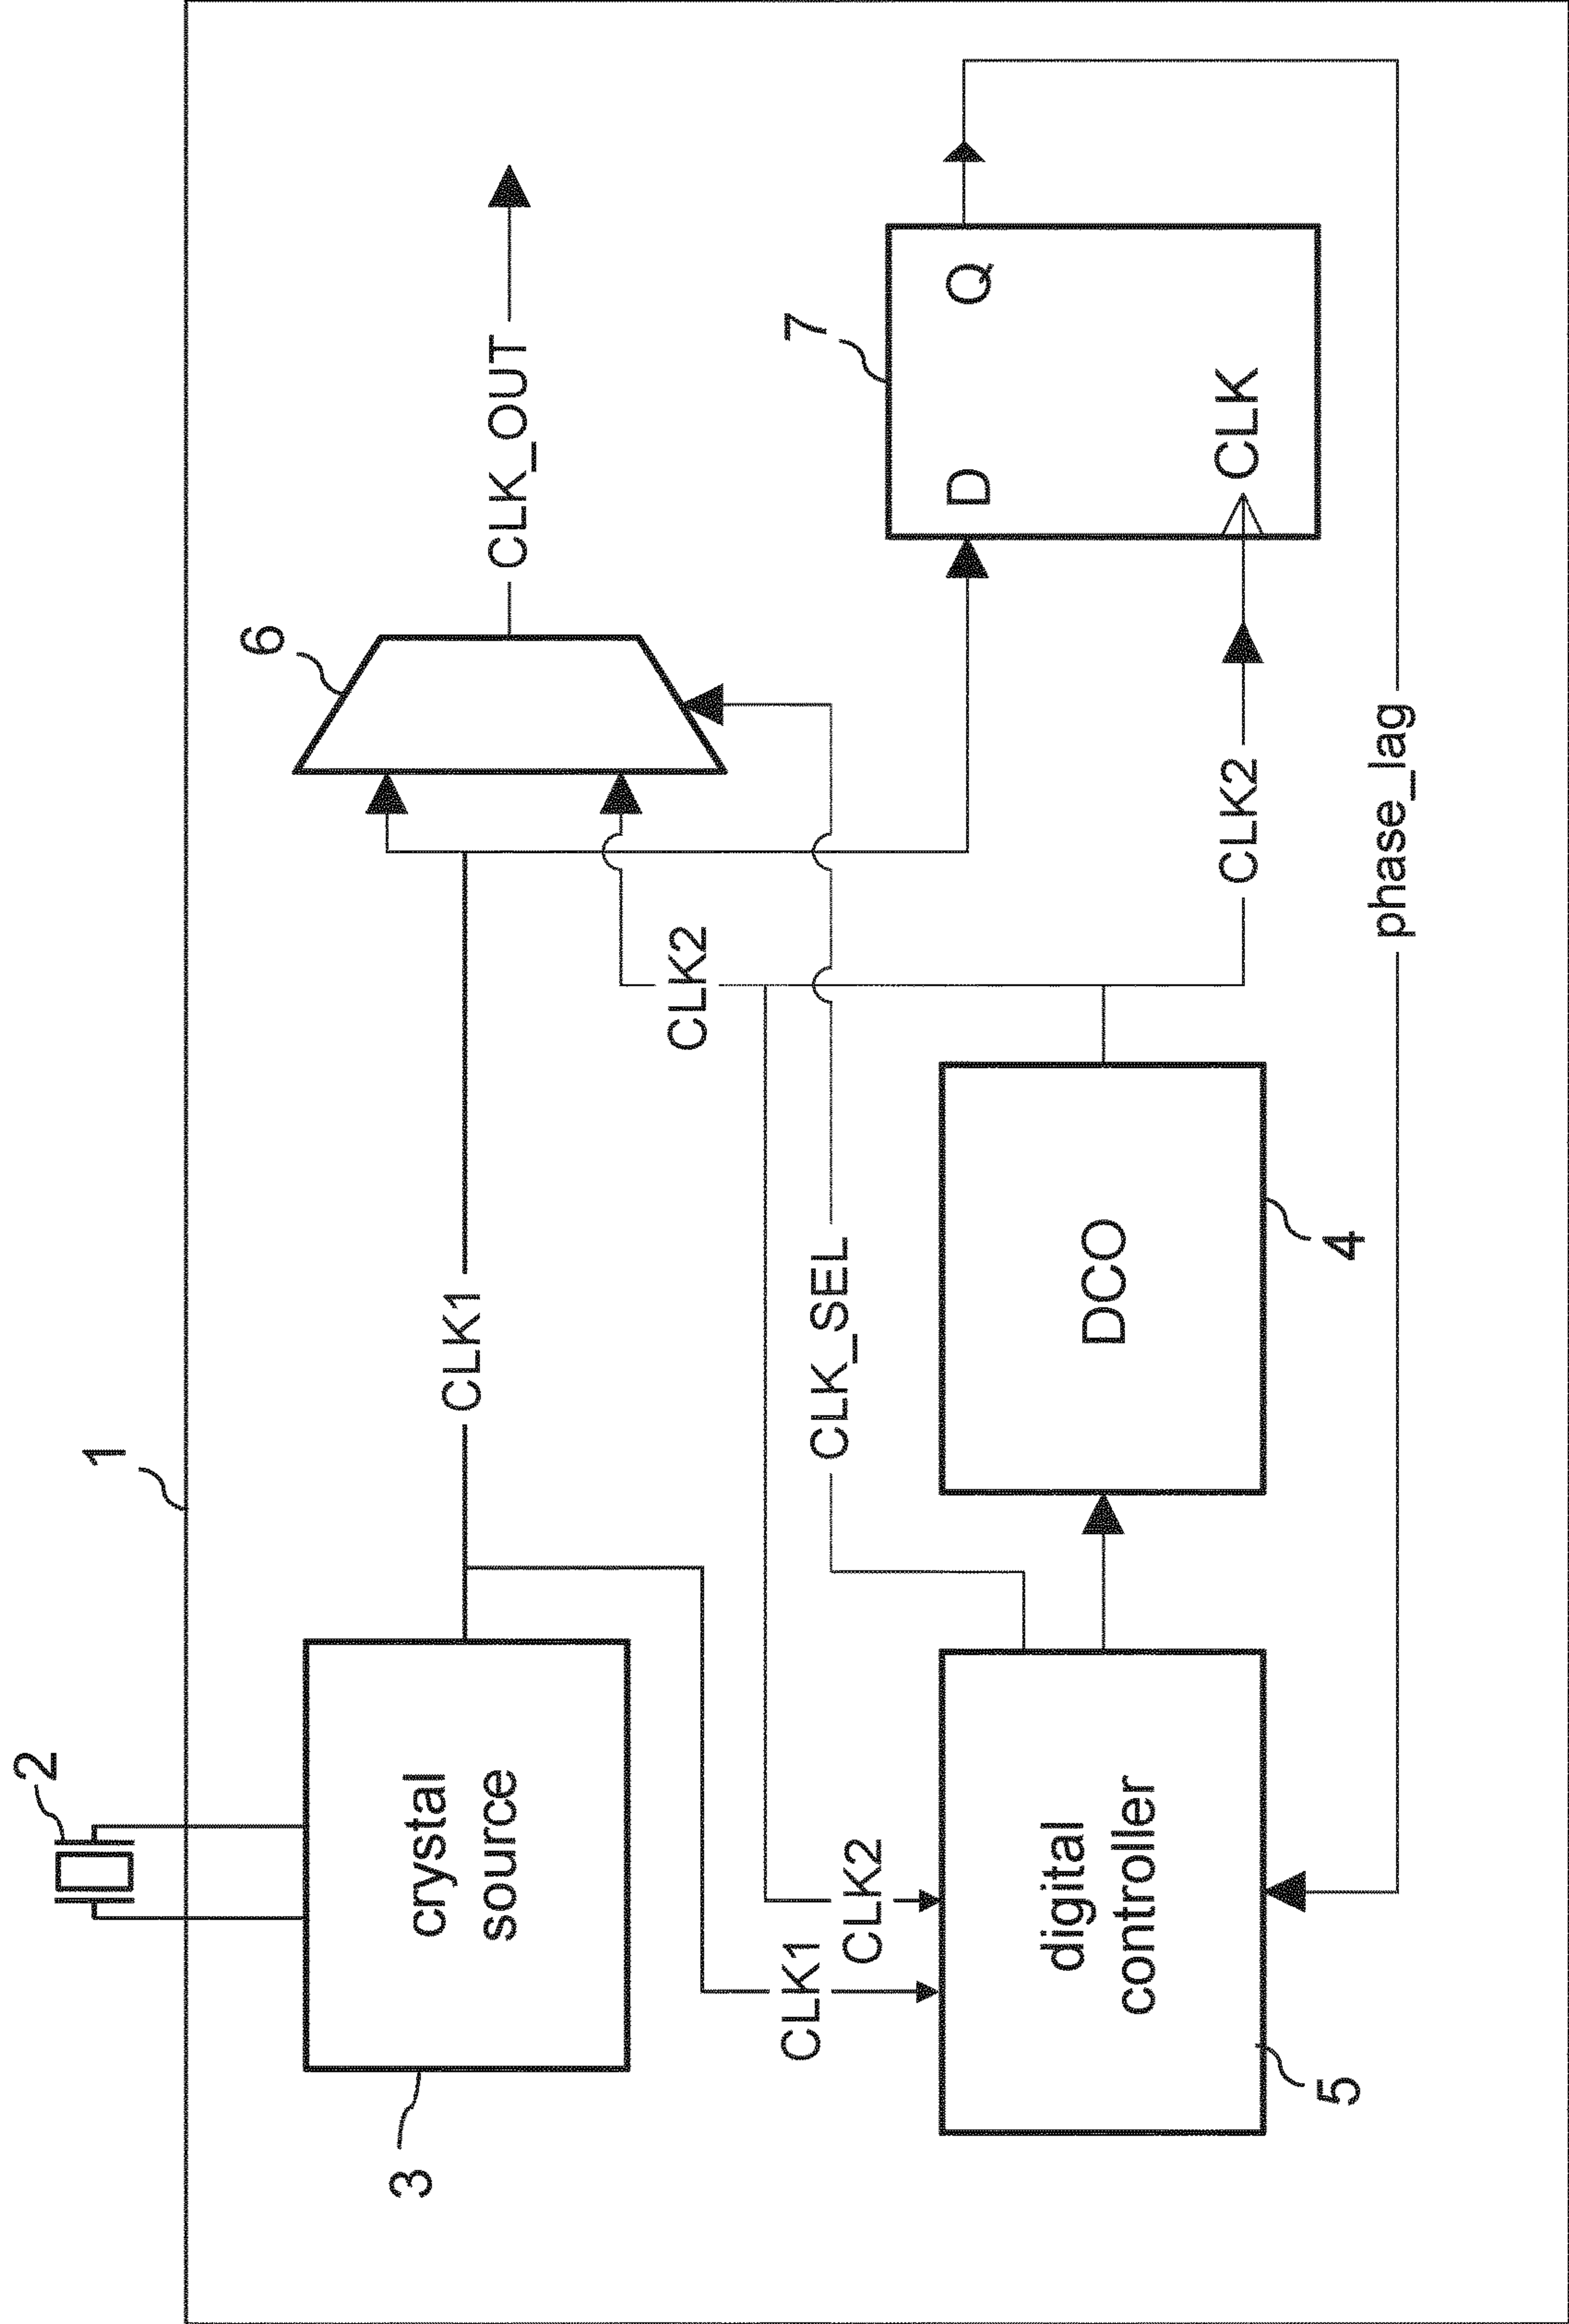 1
2
3
crystal
source
CLK1
6
CLK_OUT
CLK1
CLK2
CLK2
CLK_SEL
7
D
Q
CLK
digital
controller
5
DCO
4
CLK2
phase_lag